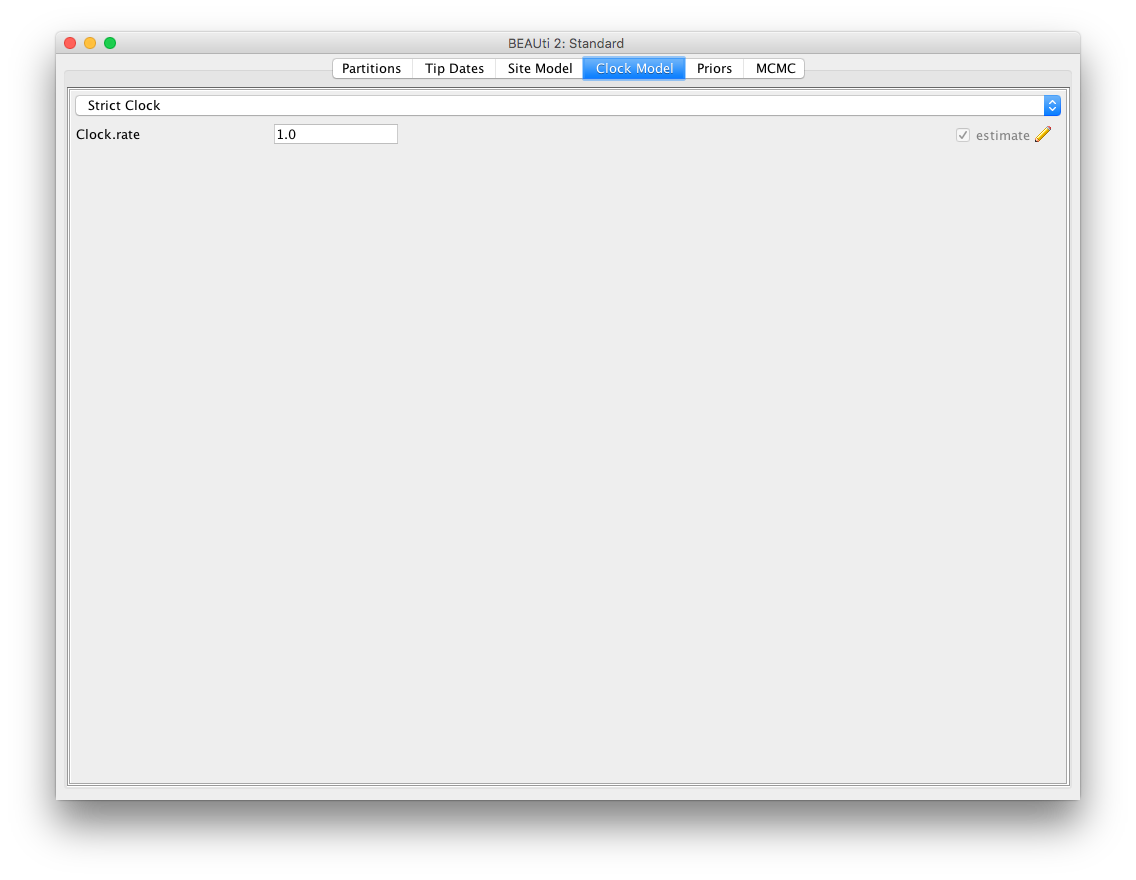 BEAUti 2: Standard
Partitions Tip Dates Site Model Clock Model Priors MCMC
Strict Clock
Clock.rate 1.0 estimate